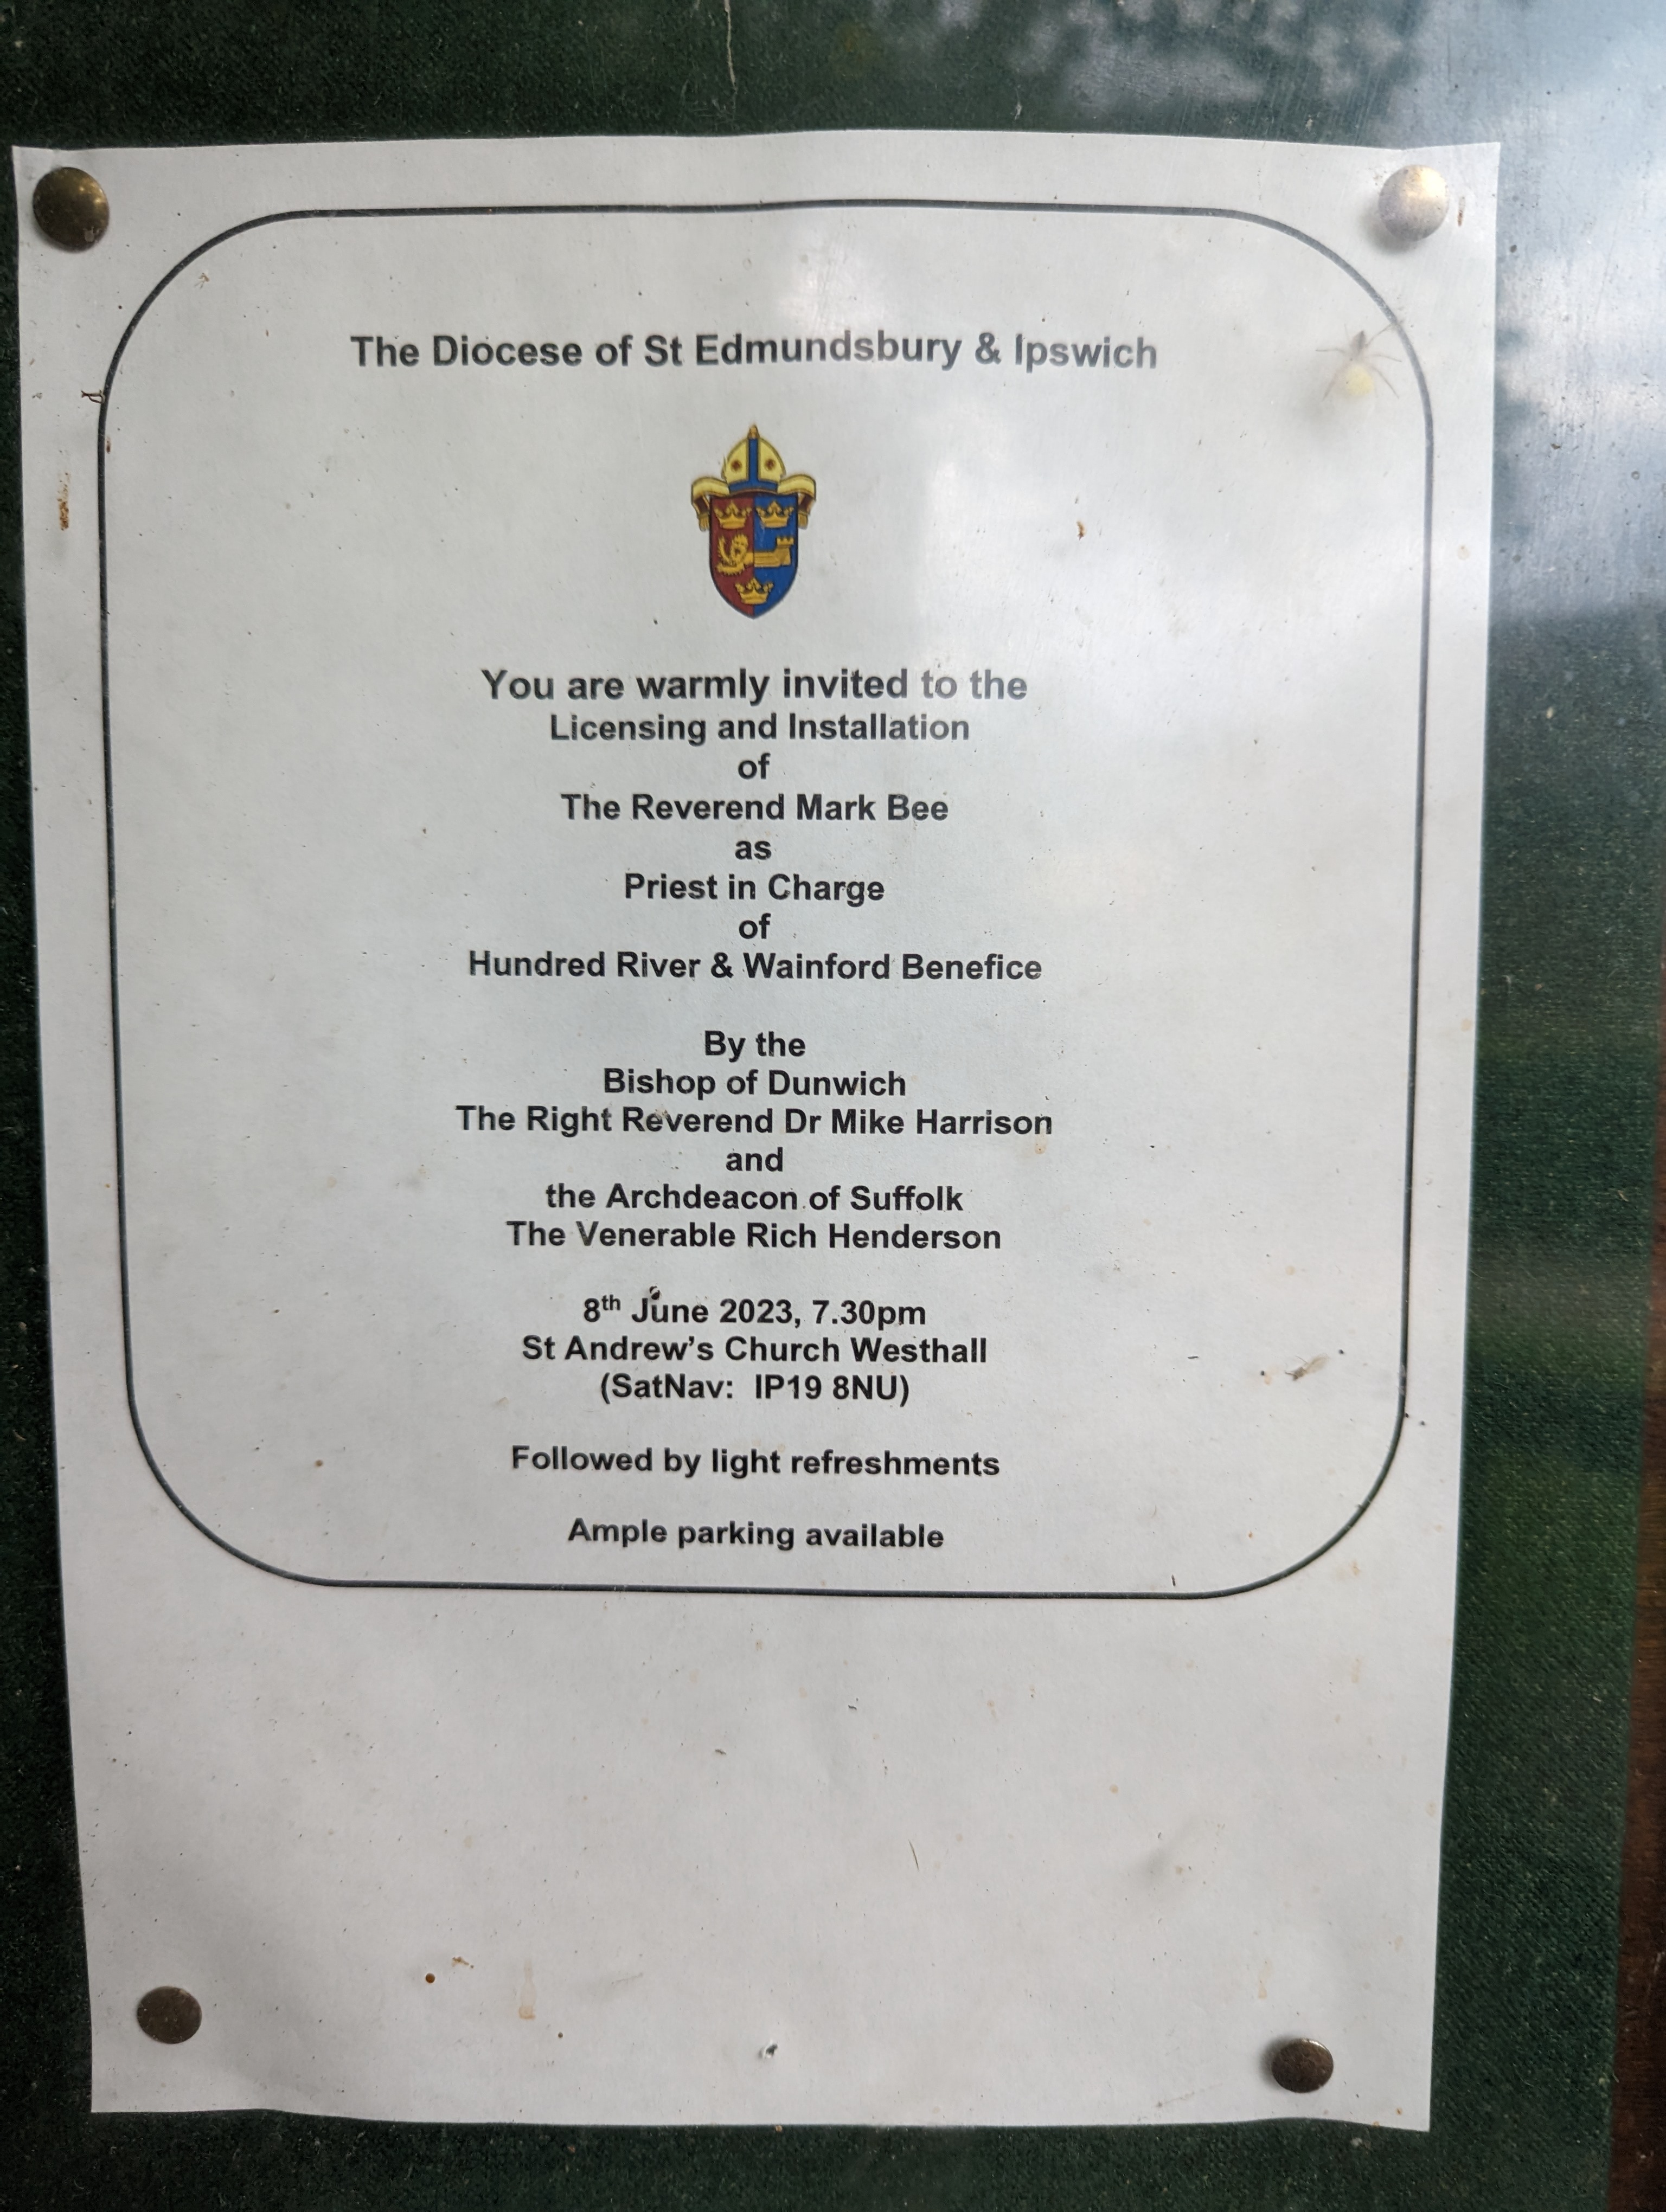 The Diocese of St Edmundsbury & Ipswich
You are warmly invited to the
Licensing and Installation
of
The Reverend Mark Bee
as
Priest in Charge
of
Hundred River & Wainford Benefice
By the
Bishop of Dunwich
The Right Reverend Dr Mike Harrison
and
the Archdeacon of Suffolk
The Venerable Rich Henderson
8th June 2023, 7.30pm
St Andrew’s Church Westhall
(SatNav:  IP19 8NU)
Followed by light refreshments
Ample parking available